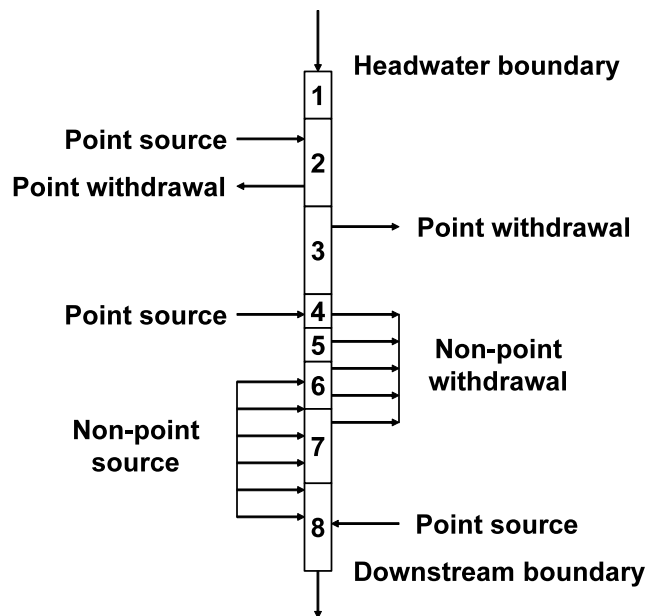 Headwater boundary
1
Point source
2
Point withdrawal
Point withdrawal
3
Point source
4
5
Non-point
withdrawal
6
Non-point
source
7
8
Point source
Downstream boundary